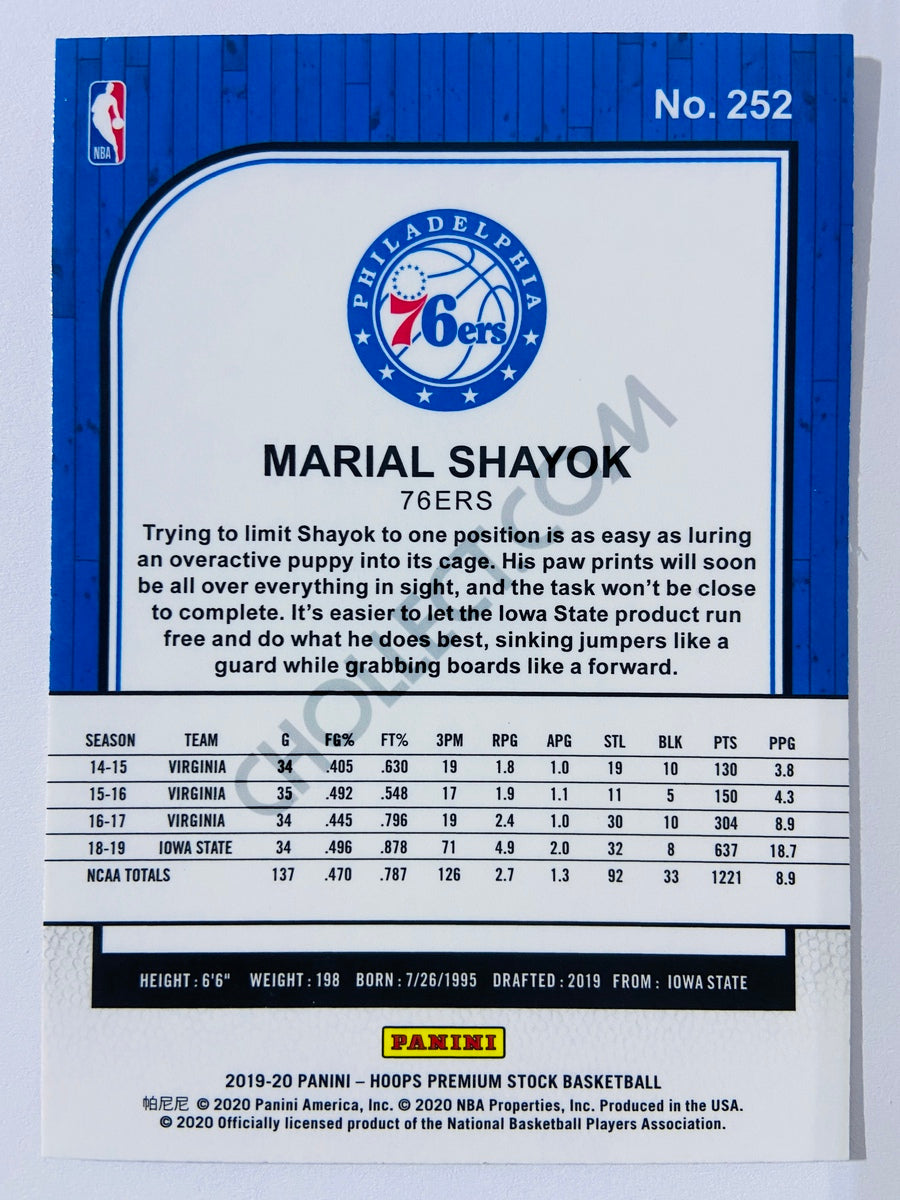 No. 252
NBA
PHILADELPHIA
76ers
MARIAL SHAYOK
76ERS
Trying to limit Shayok to one position is as easy as luring
an overactive puppy into its cage. His paw prints will soon
be all over everything in sight, and the task won't be close
to complete. It's easier to let the Iowa State product run
free and do what he does best, sinking jumpers like a
guard while grabbing boards like a forward.
CHOLLECT.COM
SEASON TEAM G FG% FT% 3PM RPG APG STL BLK PTS PPG
14-15 VIRGINIA 34 .405 .630 19 1.8 1.0 19 10 130 3.8
15-16 VIRGINIA 35 .492 .548 17 1.9 1.1 11 5 150 4.3
16-17 VIRGINIA 34 .445 .796 19 2.4 1.0 30 10 304 8.9
18-19 IOWA STATE 34 .496 .878 71 4.9 2.0 32 8 637 18.7
NCAA TOTALS 137 .470 .787 126 2.7 1.3 92 33 1221 8.9
HEIGHT: 6'6" WEIGHT: 198 BORN: 7/26/1995 DRAFTED: 2019 FROM: IOWA STATE
PANINI
2019-20 PANINI – HOOPS PREMIUM STOCK BASKETBALL
帕尼尼 © 2020 Panini America, Inc. © 2020 NBA Properties, Inc. Produced in the USA.
© 2020 Officially licensed product of the National Basketball Players Association.